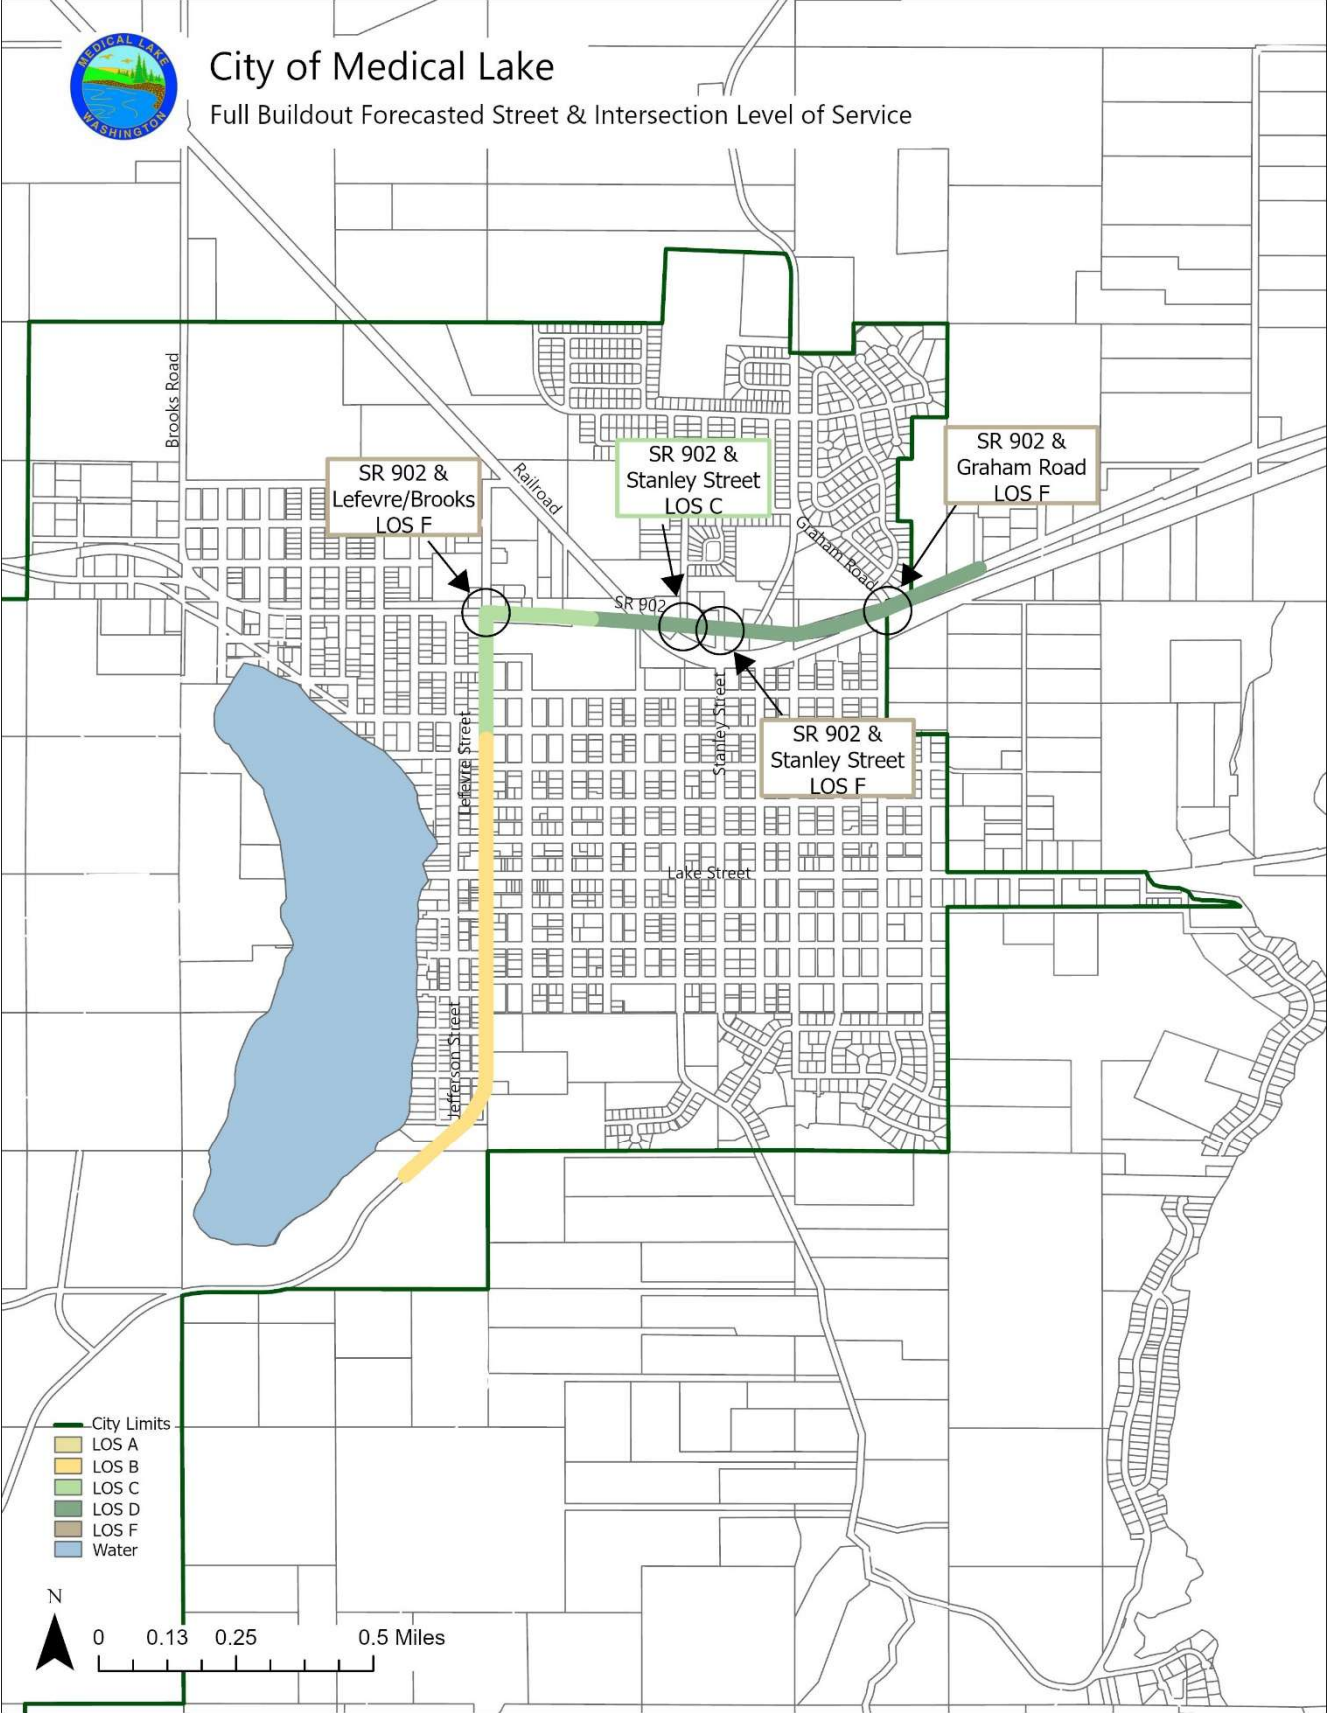 MEDICAL LAKE
WASHINGTON
City of Medical Lake
Full Buildout Forecasted Street & Intersection Level of Service
Brooks Road
SR 902 &
Lefevre/Brooks
LOS F
Railroad
SR 902 &
Stanley Street
LOS C
SR 902 &
Graham Road
LOS F
Graham Road
SR 902
Stanley Street
SR 902 &
Stanley Street
LOS F
Lefevre Street
Lake Street
Jefferson Street
City Limits
LOS A
LOS B
LOS C
LOS D
LOS F
Water
N
0 0.13 0.25 0.5 Miles